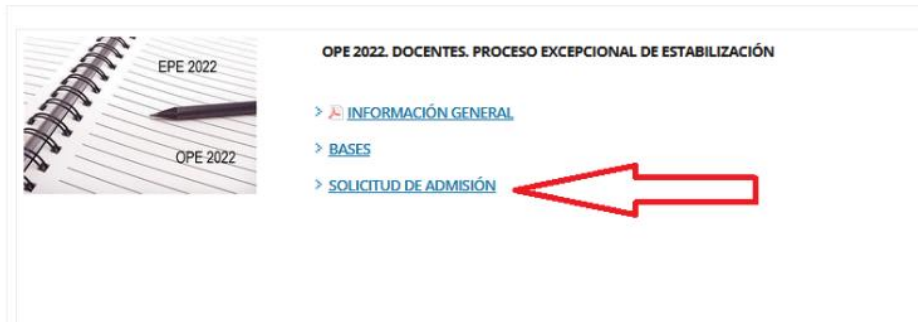 EPE 2022
OPE 2022
OPE 2022. DOCENTES. PROCESO EXCEPCIONAL DE ESTABILIZACIÓN
> INFORMACIÓN GENERAL
> BASES
> SOLICITUD DE ADMISIÓN